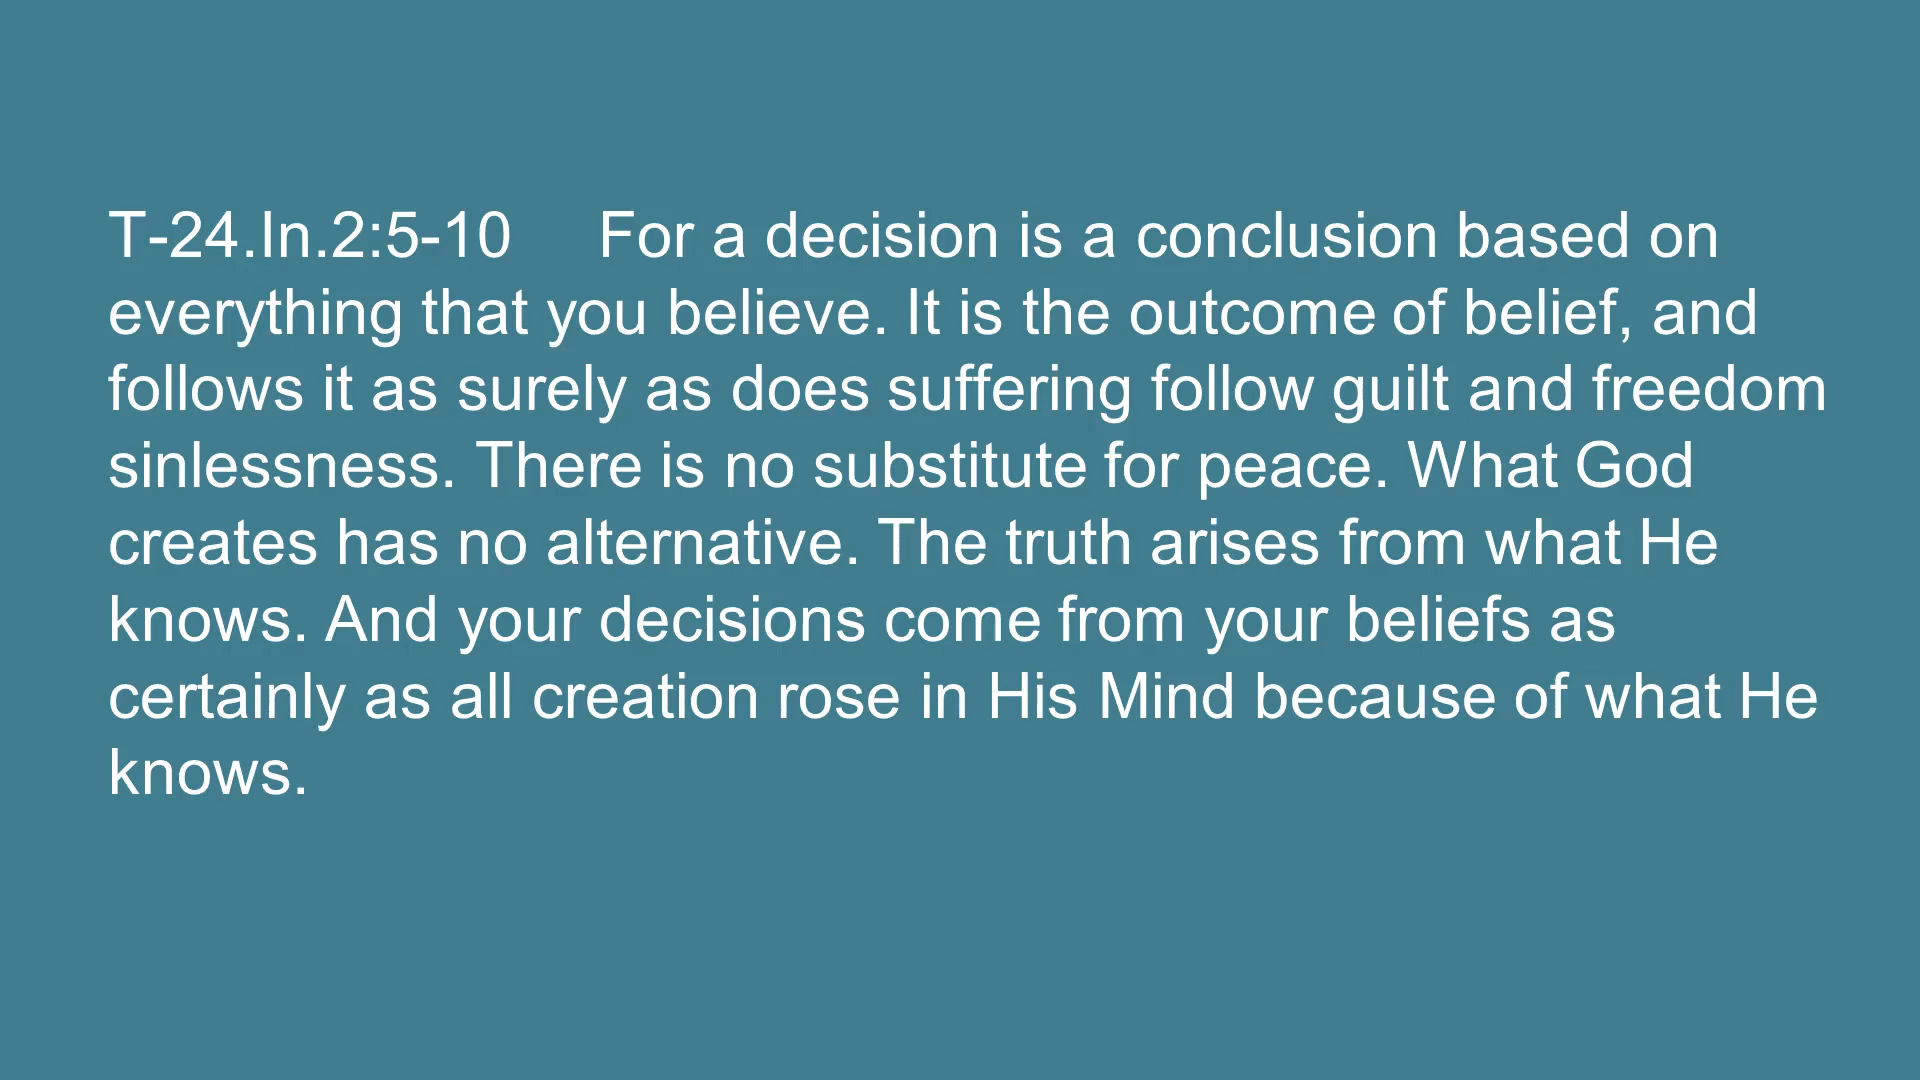 T-24.In.2:5-10 For a decision is a conclusion based on
everything that you believe. It is the outcome of belief, and
follows it as surely as does suffering follow guilt and freedom
sinlessness. There is no substitute for peace. What God
creates has no alternative. The truth arises from what He
knows. And your decisions come from your beliefs as
certainly as all creation rose in His Mind because of what He
knows.